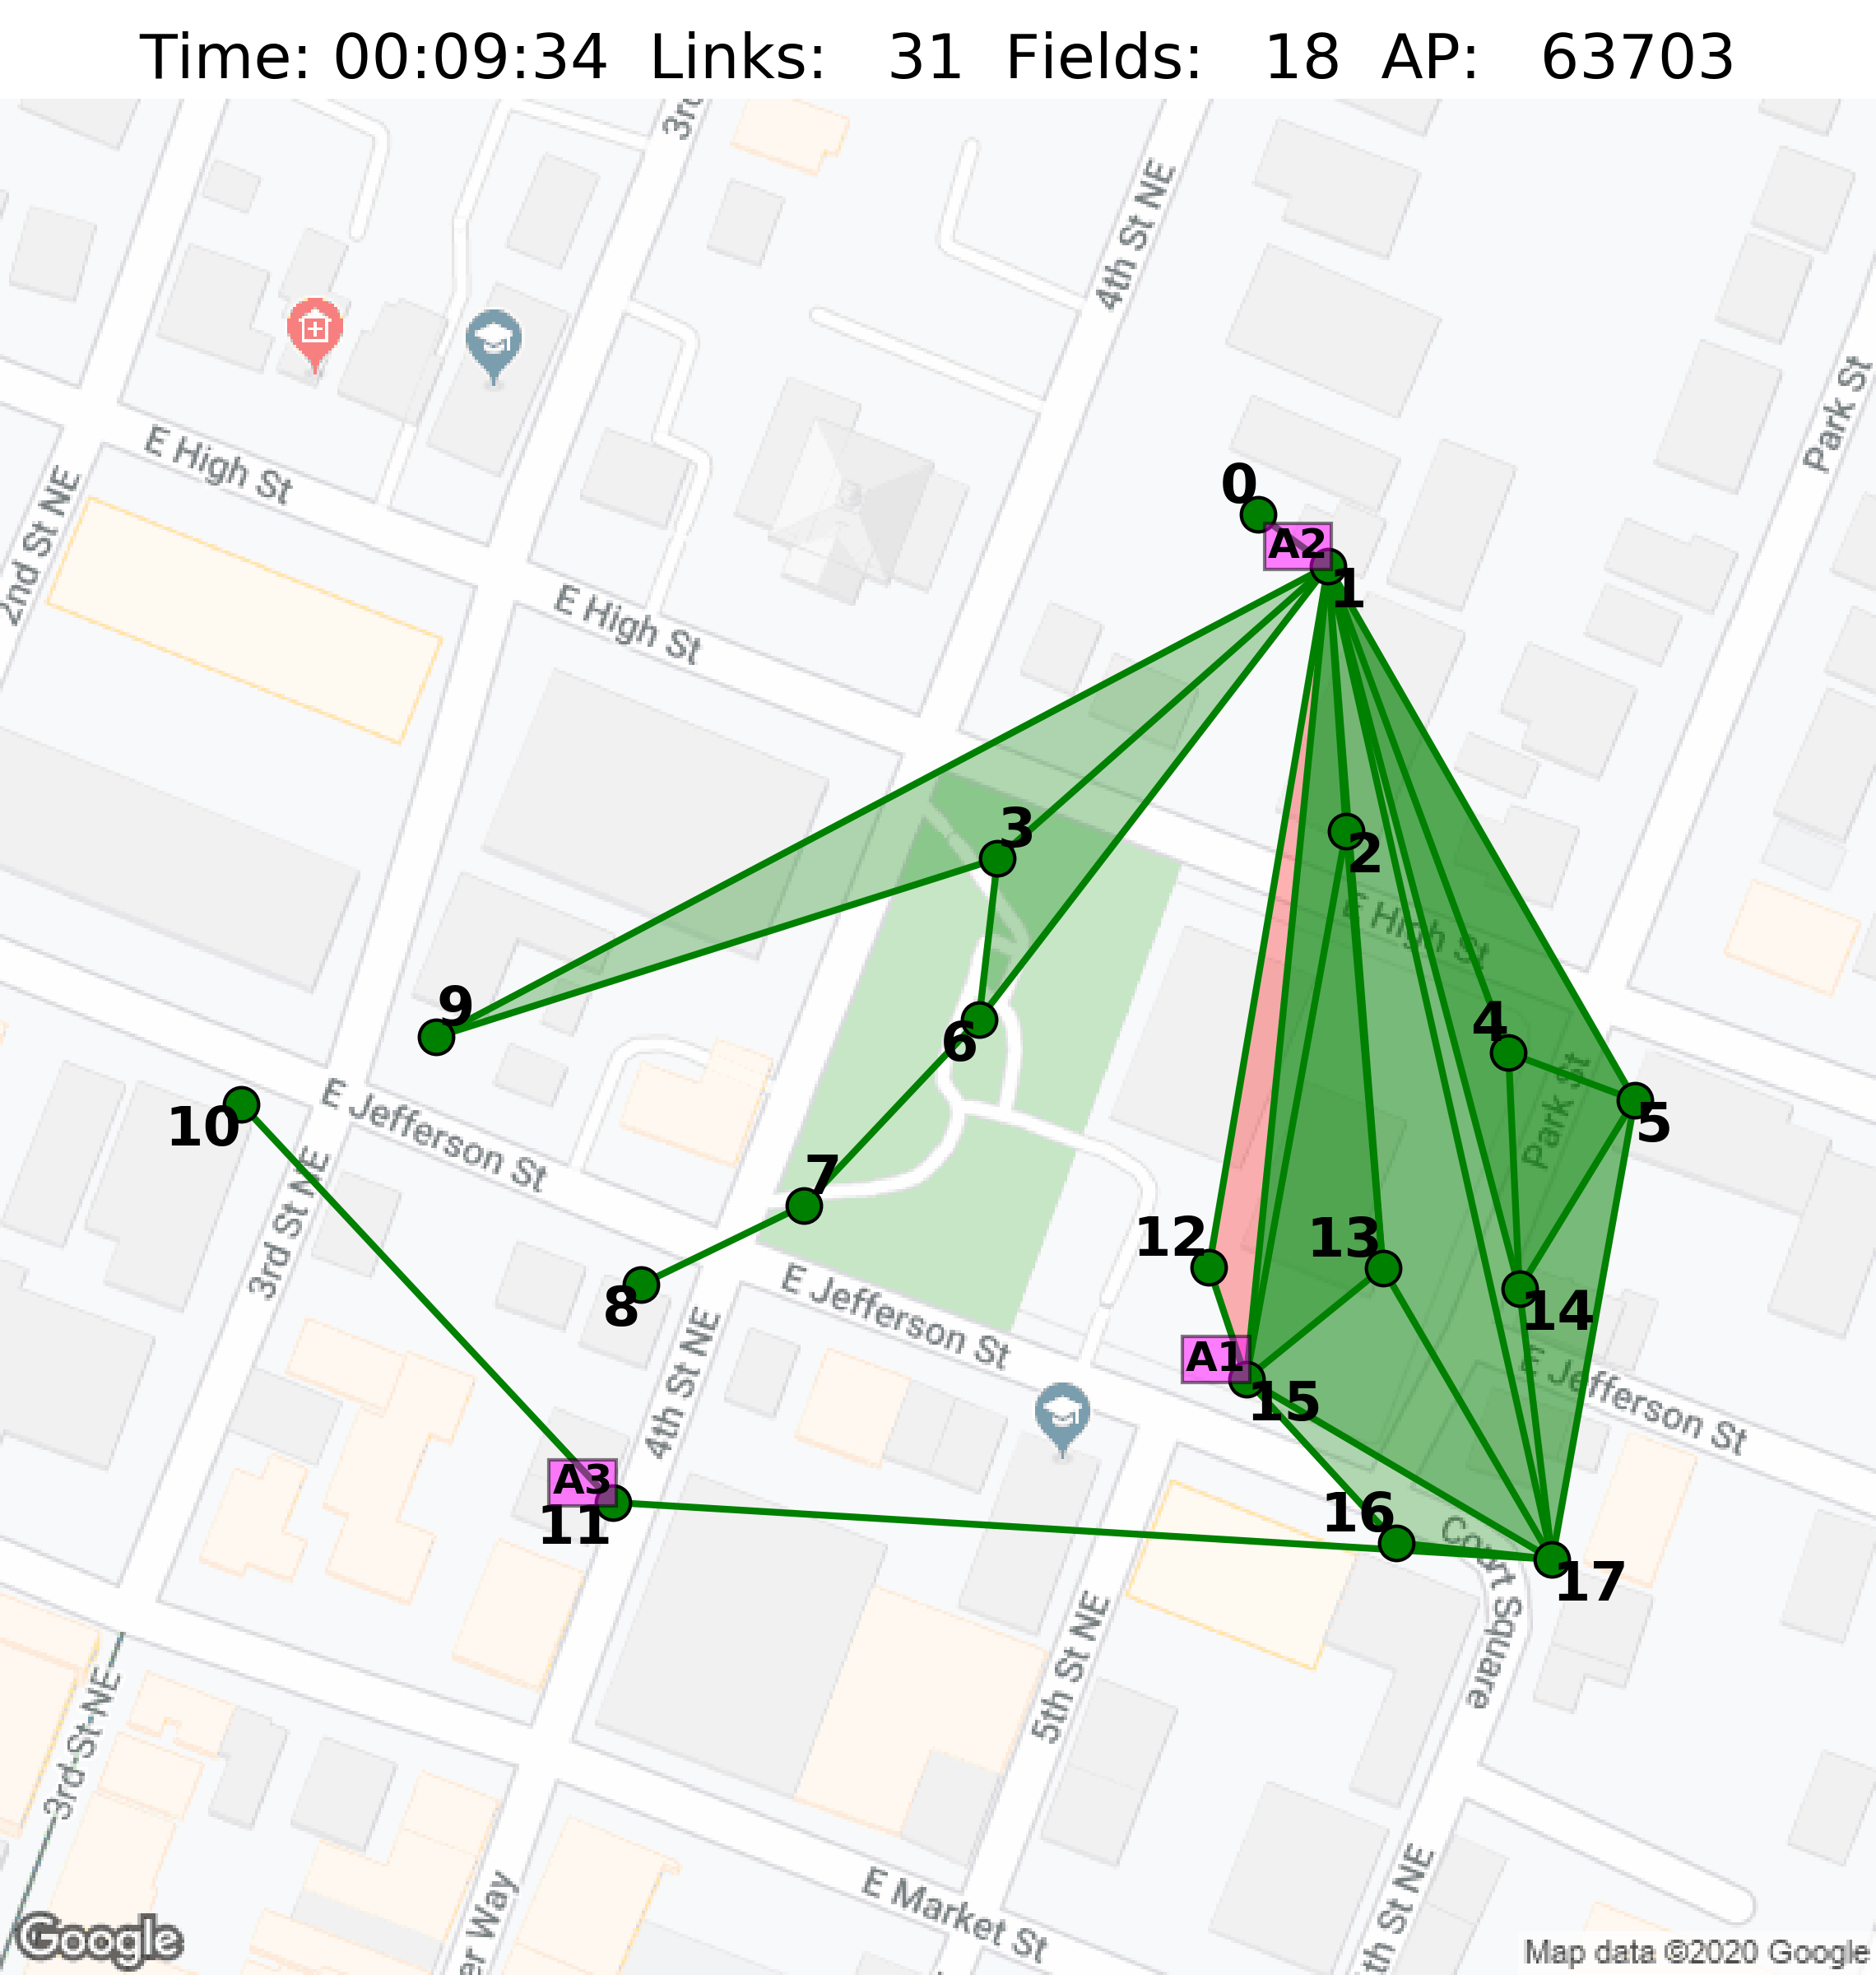 Time: 00:09:34 Links: 31 Fields: 18 AP: 63703
3rd
4th St NE
Park St
E High St
2nd St NE
0
A2
1
E High St
3
2
E High St
9
6
4
Park St
5
10
E Jefferson St
3rd St NE
7
12
13
14
8
E Jefferson St
4th St NE
A1
15
E Jefferson St
A3
11
16
Court Square
17
5th St NE
3rd St NE
E Market St
er Way
th St NE
Google
Map data ©2020 Google